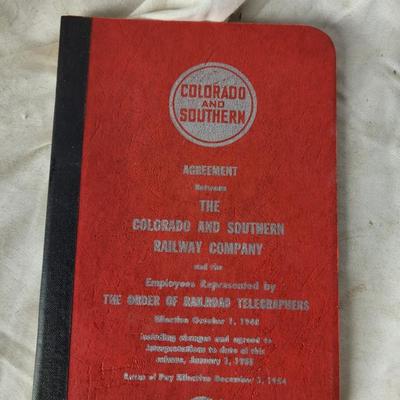 COLORADO
AND
SOUTHERN
AGREEMENT
Between
THE
COLORADO AND SOUTHERN
RAILWAY COMPANY
and the
Employees Represented by
THE ORDER OF RAILROAD TELEGRAPHERS
Effective October 1, 1948
Including changes and agreed to
interpretations to date of this
reissue, January 1, 1955
Rates of Pay Effective December 3, 1954